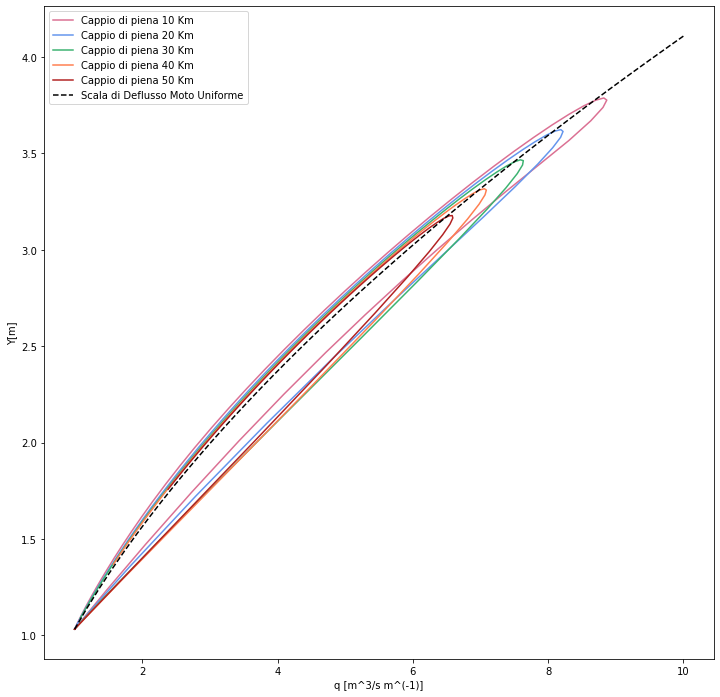 Cappio di piena 10 Km
Cappio di piena 20 Km
Cappio di piena 30 Km
Cappio di piena 40 Km
Cappio di piena 50 Km
Scala di Deflusso Moto Uniforme
4.0
3.5
3.0
2.5
2.0
1.5
1.0
Y[m]
2
4
6
8
10
q [m^3/s m^(-1)]